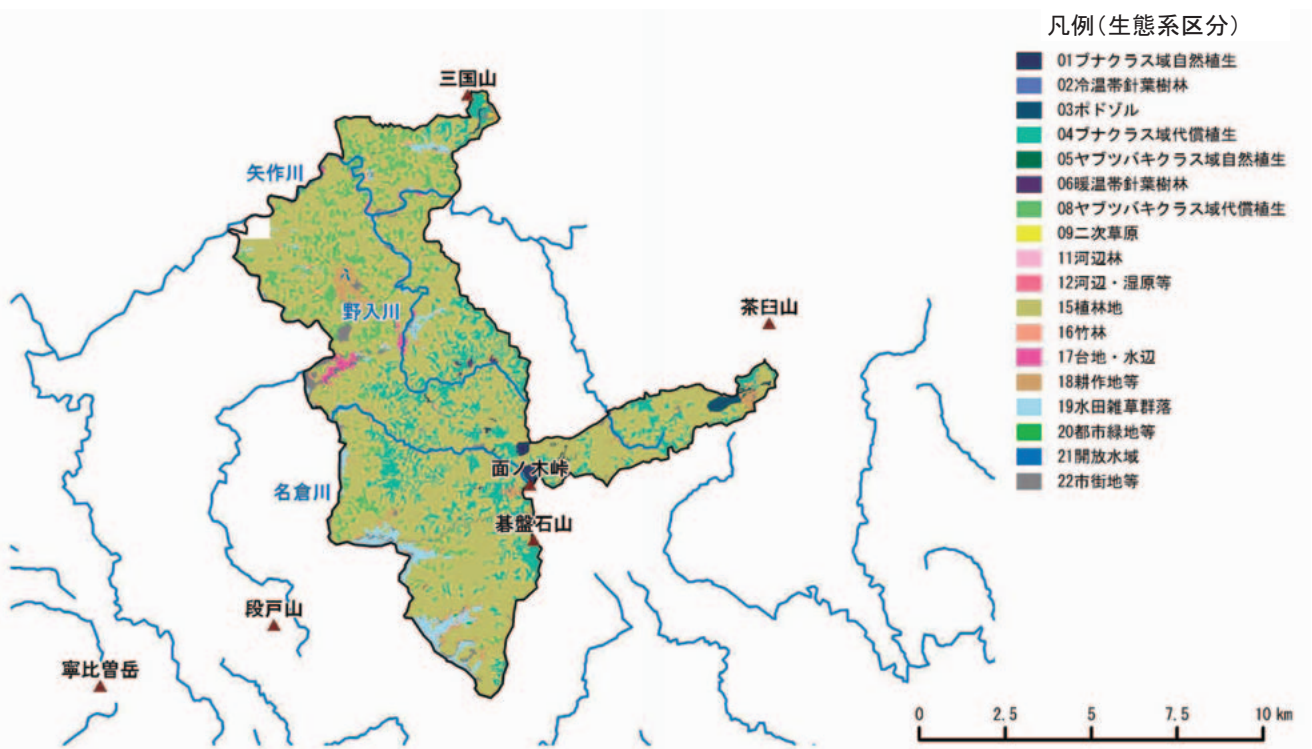 凡例(生態系区分)
01ブナクラス域自然植生
02冷温帯針葉樹林
03ポドゾル
04ブナクラス域代償植生
05ヤブツバキクラス域自然植生
06暖温帯針葉樹林
08ヤブツバキクラス域代償植生
09二次草原
11河辺林
12河辺・湿原等
15植林地
16竹林
17台地・水辺
18耕作地等
19水田雑草群落
20都市緑地等
21開放水域
22市街地等
三国山
矢作川
野入川
茶臼山
面ノ木峠
名倉川
碁盤石山
段戸山
寧比曽岳
0 2.5 5 7.5 10 km